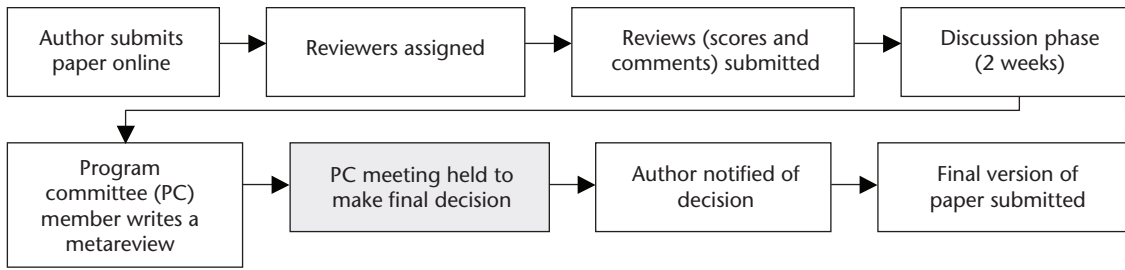 Author submits
paper online
Reviewers assigned
Reviews (scores and
comments) submitted
Discussion phase
(2 weeks)
Program
committee (PC)
member writes a
metareview
PC meeting held to
make final decision
Author notified of
decision
Final version of
paper submitted